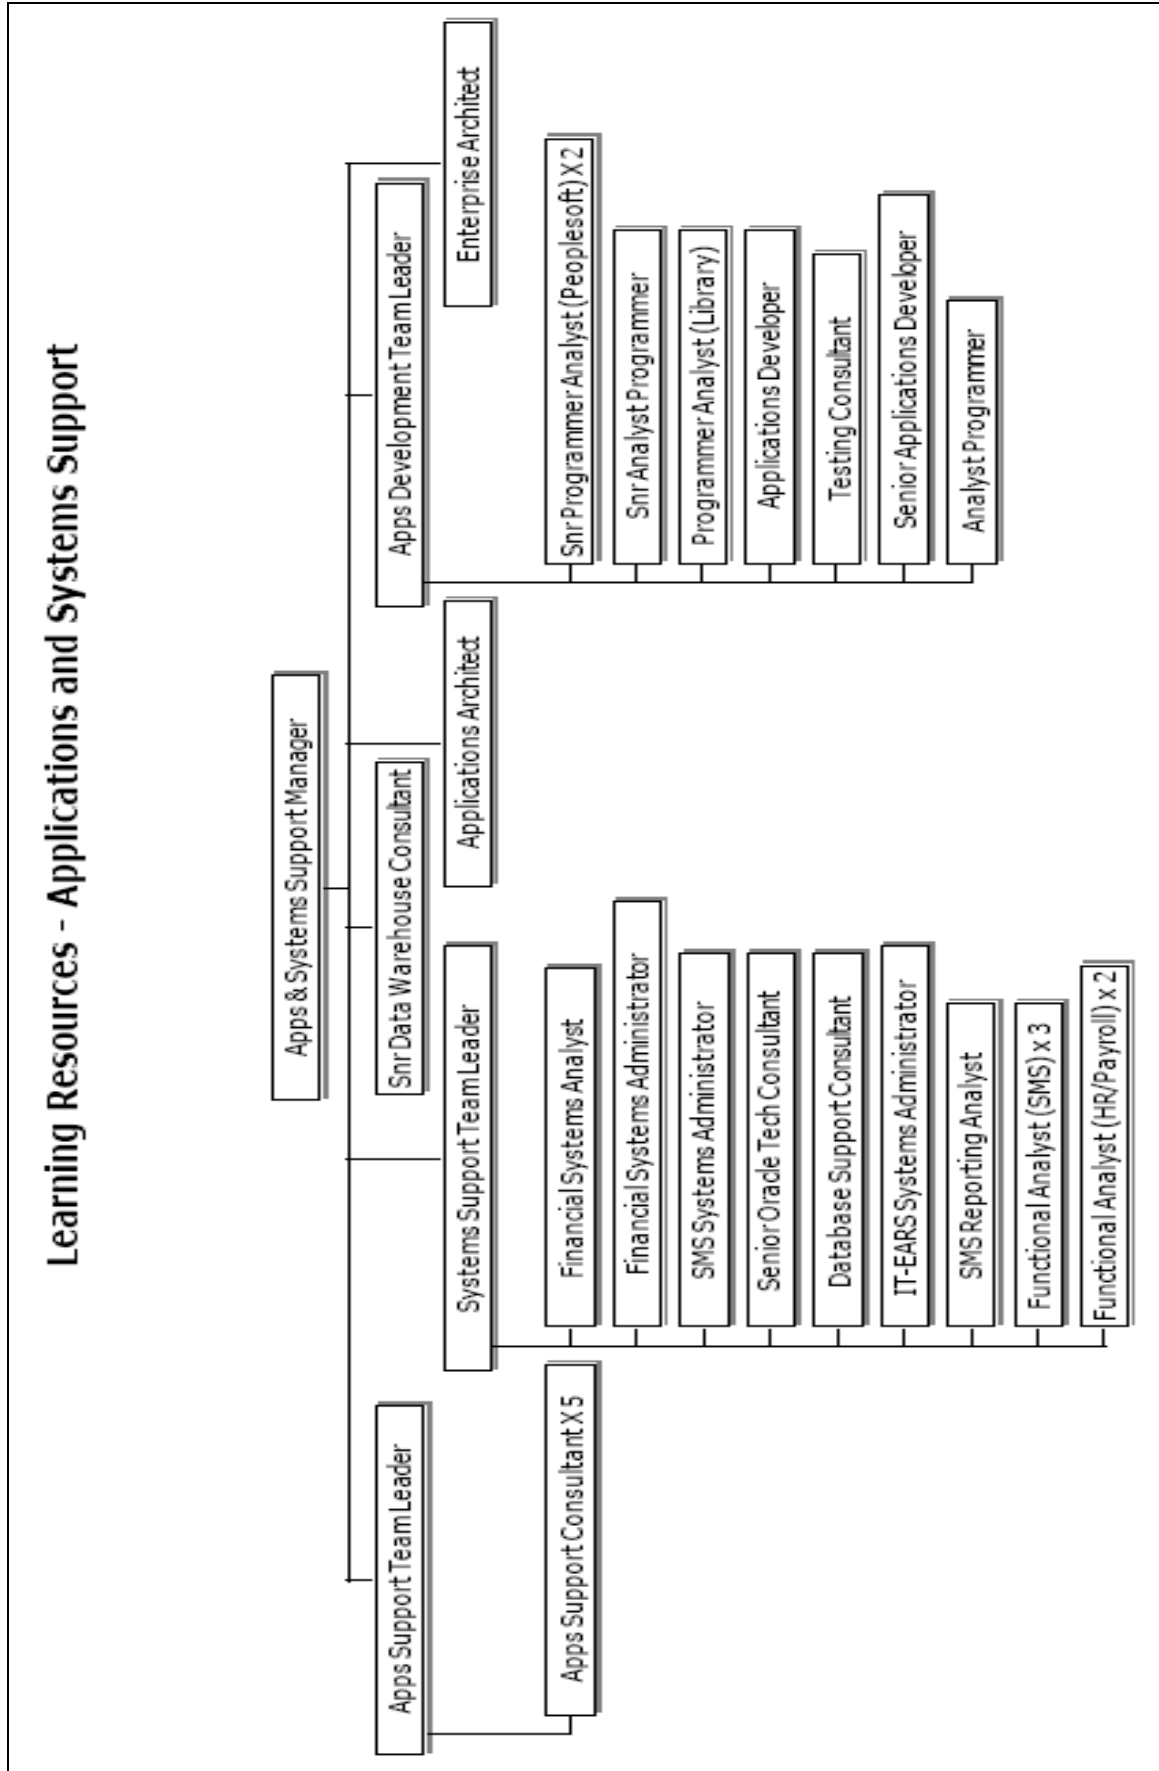 Learning Resources - Applications and Systems Support
Apps & Systems Support Manager
Apps Support Team Leader
Snr Data Warehouse Consultant
Apps Development Team Leader
Systems Support Team Leader
Applications Architect
Enterprise Architect
Apps Support Consultant X 5
Financial Systems Analyst
Financial Systems Administrator
SMS Systems Administrator
Senior Oracle Tech Consultant
Database Support Consultant
IT-EARS Systems Administrator
SMS Reporting Analyst
Functional Analyst (SMS) x 3
Functional Analyst (HR/Payroll) x 2
Snr Programmer Analyst (Peoplesoft) X 2
Snr Analyst Programmer
Programmer Analyst (Library)
Applications Developer
Testing Consultant
Senior Applications Developer
Analyst Programmer